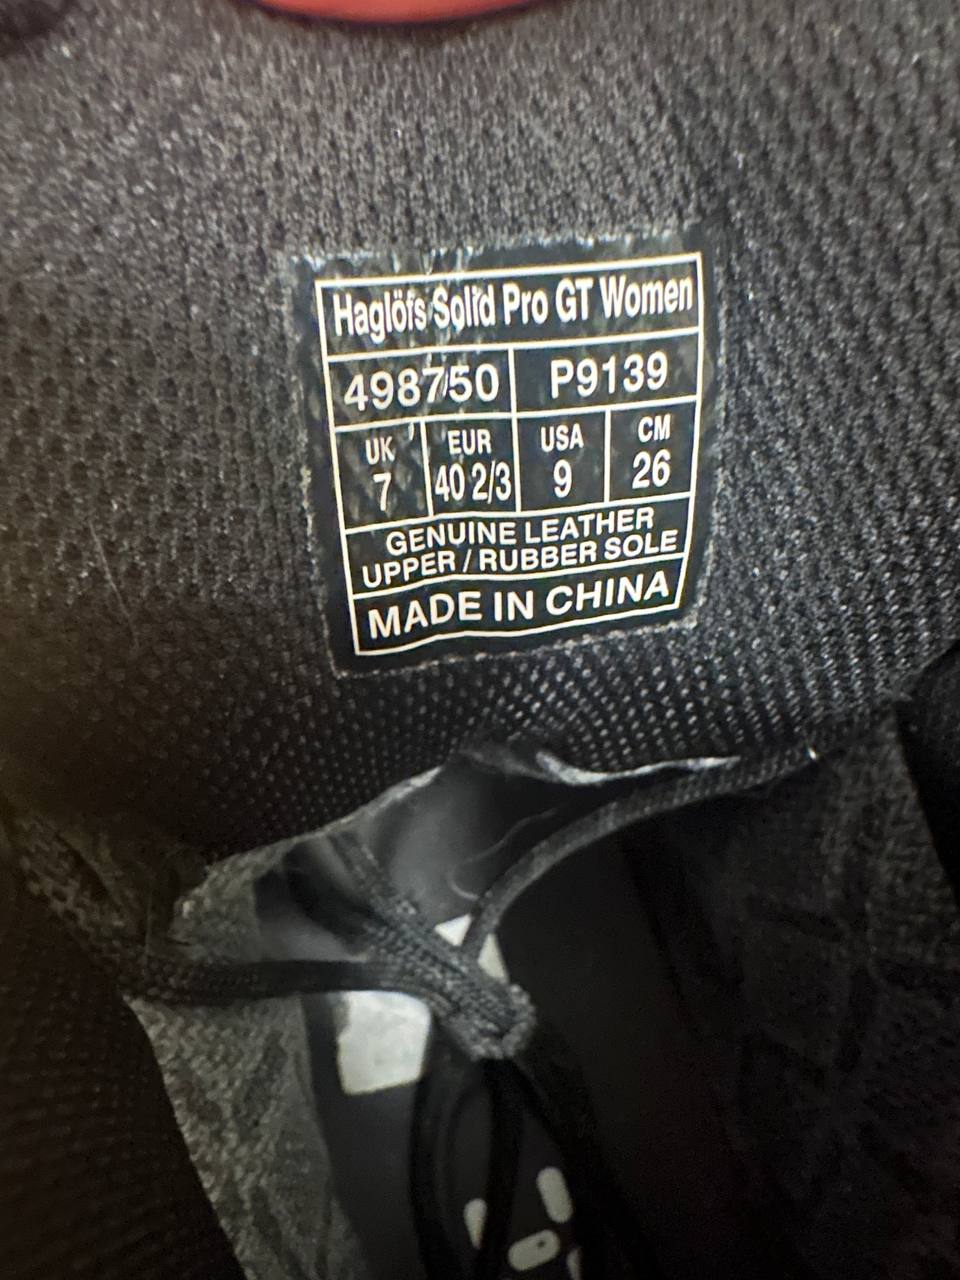 Haglöfs Solid Pro GT Women
498750 P9139
UK EUR USA CM
7 40 2/3 9 26
GENUINE LEATHER
UPPER / RUBBER SOLE
MADE IN CHINA